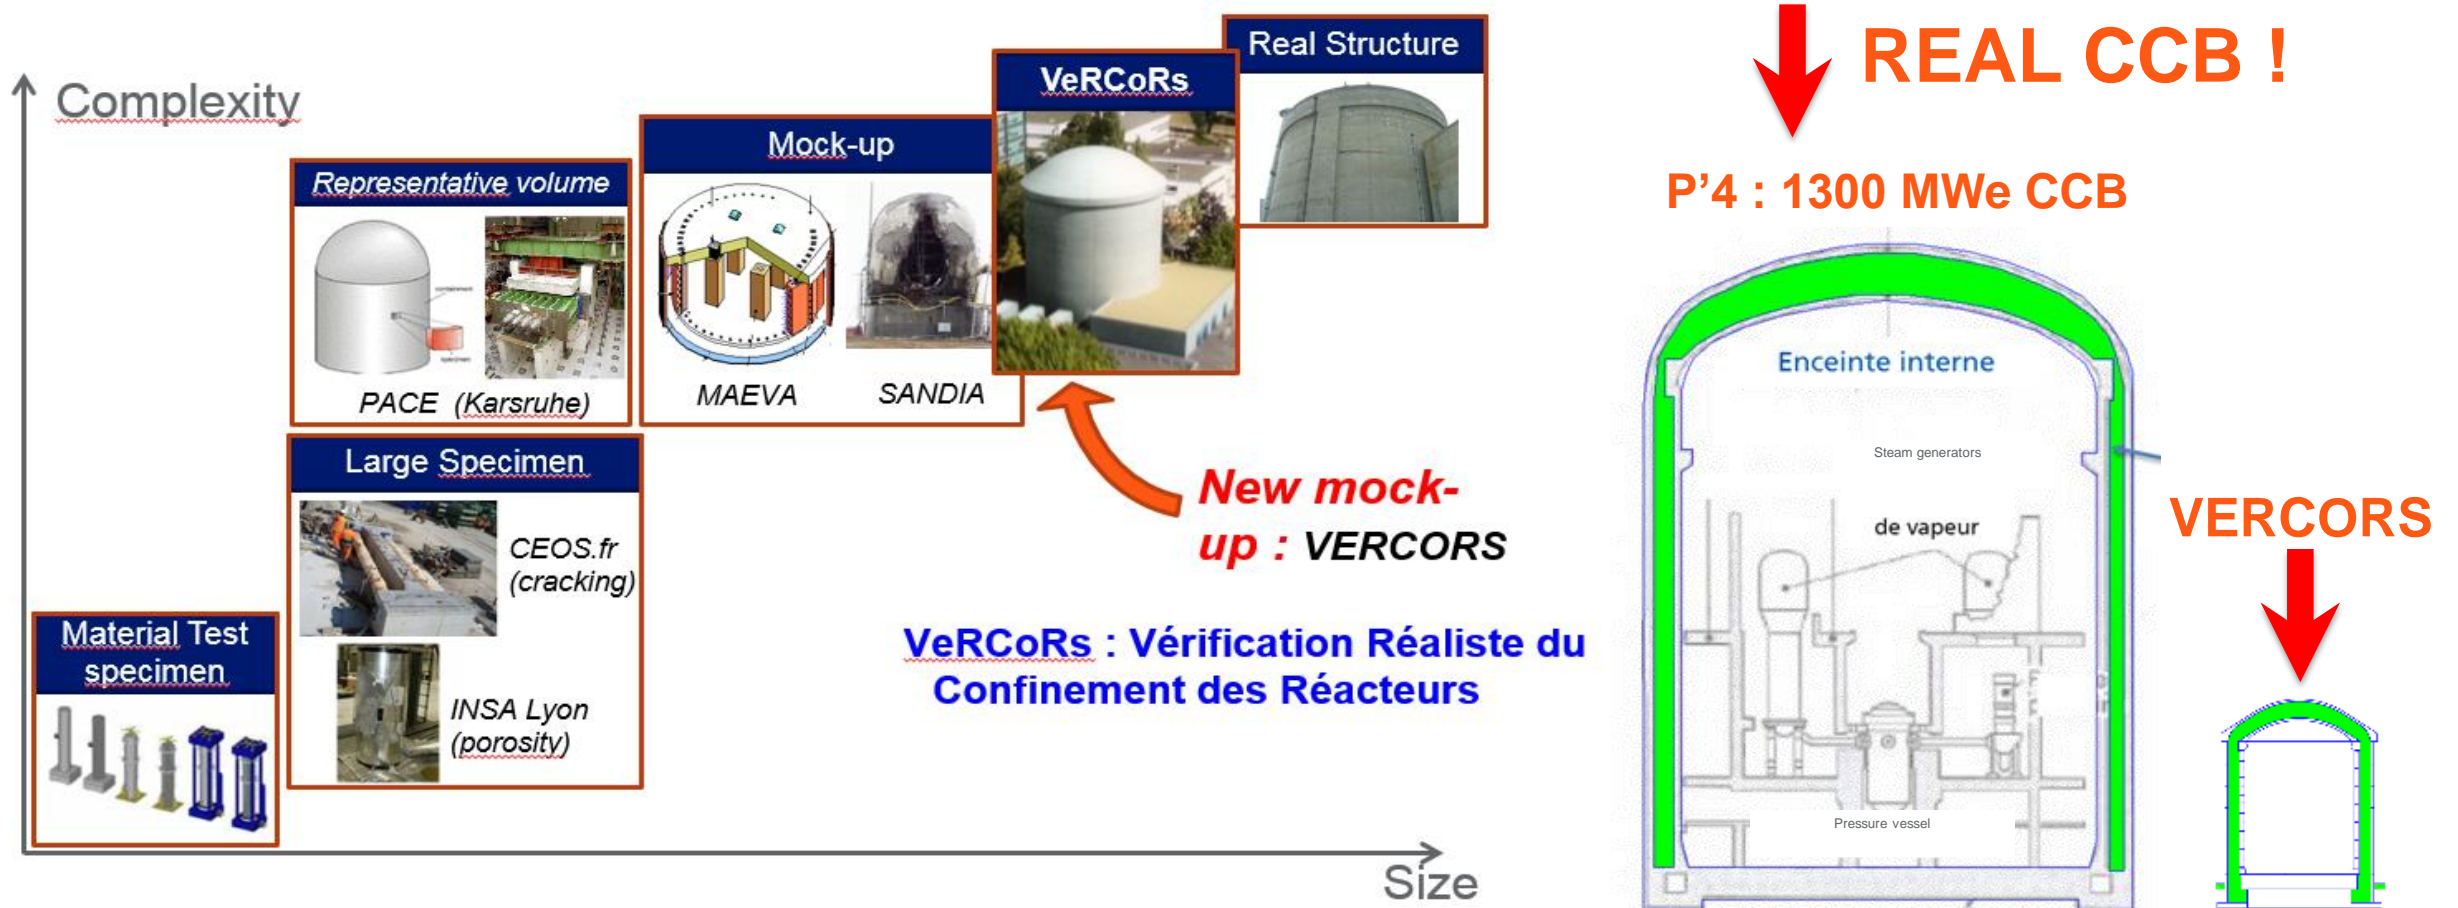 Complexity
Material Test
specimen
Large Specimen
CEOS.fr
(cracking)
INSA Lyon
(porosity)
Representative volume
containment
specimen
PACE (Karsruhe)
Mock-up
MAEVA
SANDIA
VeRCoRs
Real Structure
New mock-
up : VERCORS
VeRCoRs : Vérification Réaliste du
Confinement des Réacteurs
Size
REAL CCB !
P’4 : 1300 MWe CCB
Enceinte interne
Steam generators
de vapeur
Pressure vessel
VERCORS